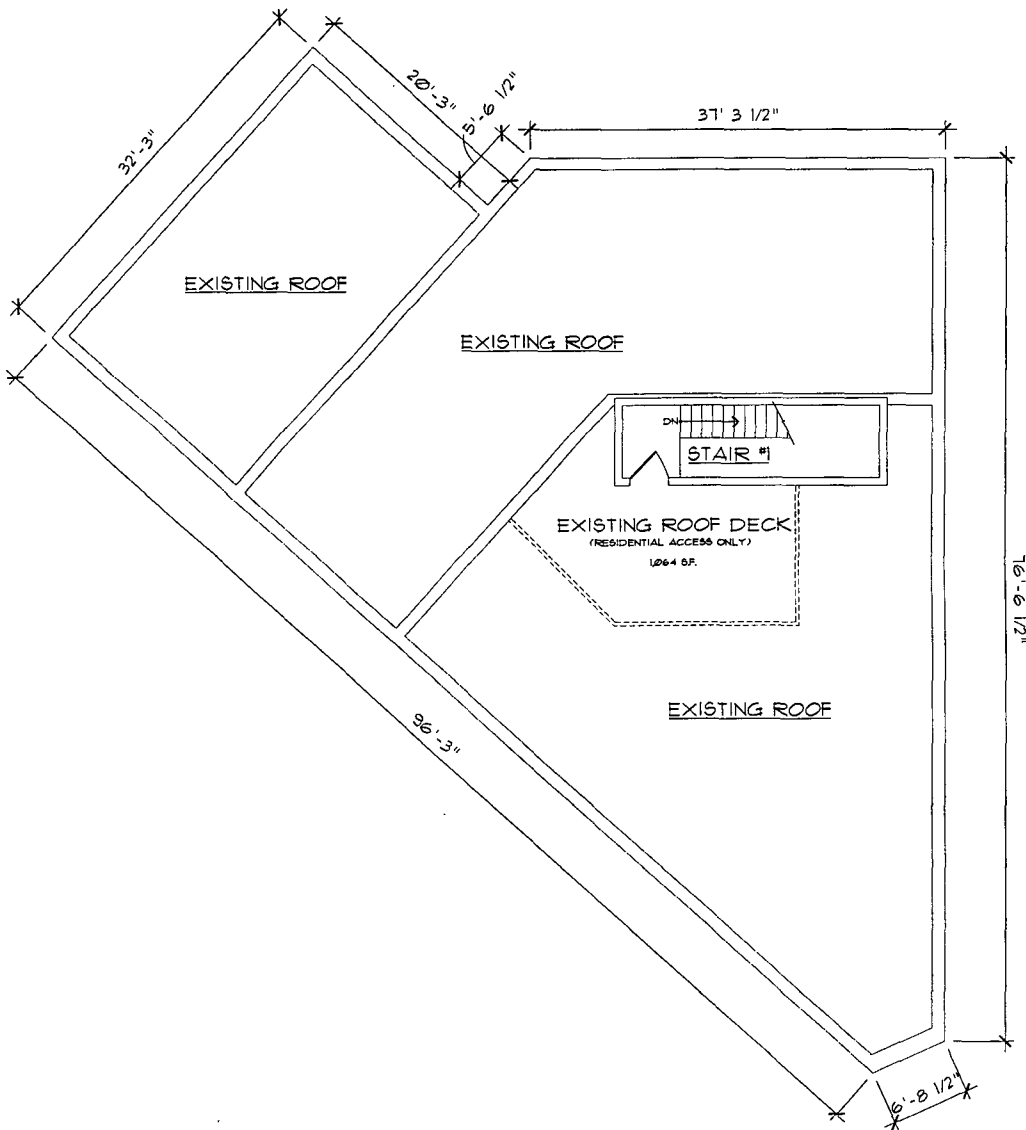 20'-3"
5'-6 1/2"
37' 3 1/2"
32'-3"
EXISTING ROOF
EXISTING ROOF
DN
STAIR #1
EXISTING ROOF DECK
(RESIDENTIAL ACCESS ONLY)
1,064 S.F.
76'-6 1/2"
EXISTING ROOF
96'-3"
6'-8 1/2"